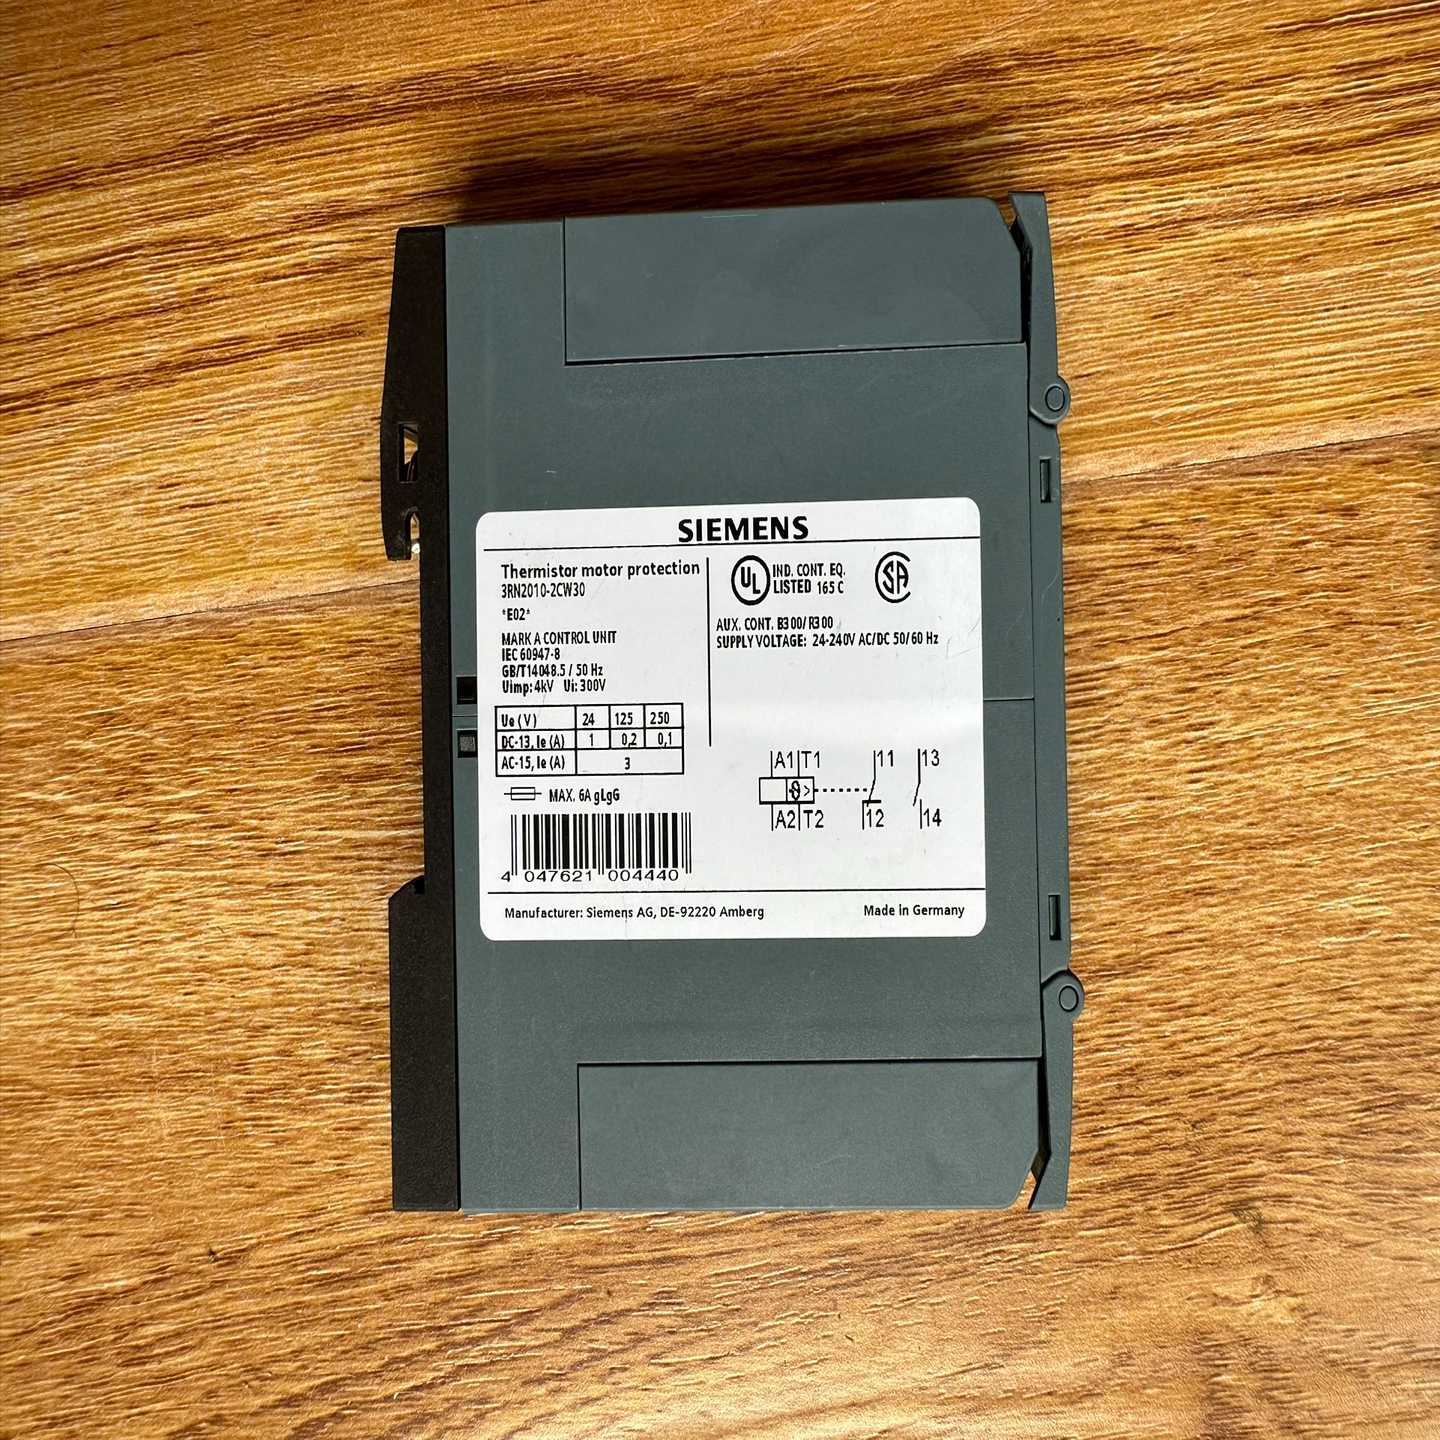 SIEMENS
Thermistor motor protection
3RN2010-2CW30
*E02*
MARK A CONTROL UNIT
IEC 60947-8
GB/T14048.5 / 50 Hz
Uimp: 4kV Ui: 300V
Ue (V) 24 125 250
DC-13, Ie (A) 1 0,2 0,1
AC-15, Ie (A) 3
MAX. 6A gLgG
4 047621 004440
UL IND. CONT. EQ.
LISTED 165 C
SA
AUX. CONT. B300/R300
SUPPLY VOLTAGE: 24-240V AC/DC 50/60 Hz
A1 T1 11 13
A2 T2 12 14
Manufacturer: Siemens AG, DE-92220 Amberg Made in Germany